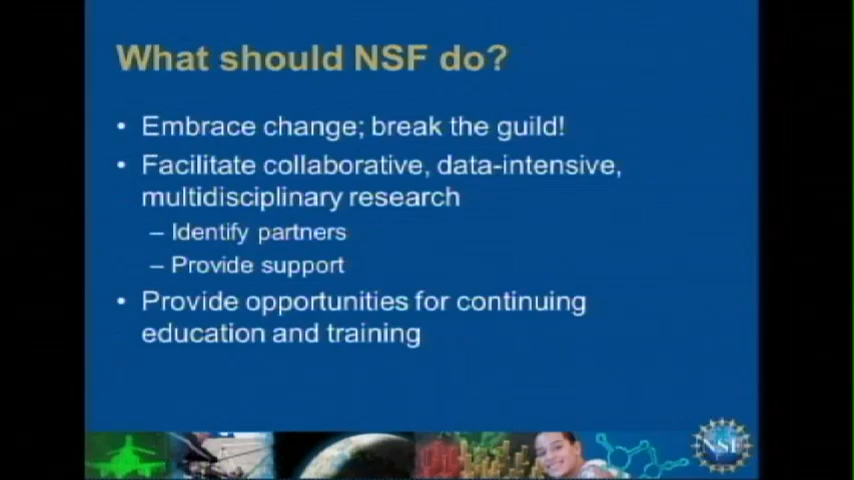 What should NSF do?
• Embrace change; break the guild!
• Facilitate collaborative, data-intensive,
multidisciplinary research
– Identify partners
– Provide support
• Provide opportunities for continuing
education and training
NSF